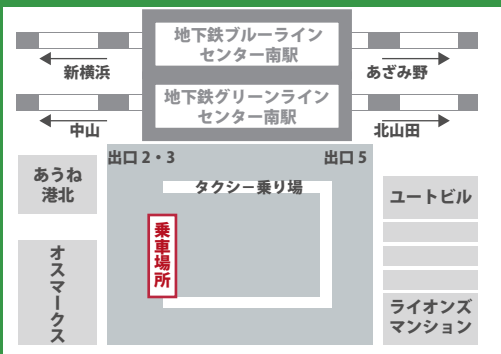 地下鉄ブルーライン
センター南駅
新横浜
あざみ野
地下鉄グリーンライン
センター南駅
中山
北山田
出口 2・3
出口 5
あうね
港北
タクシー乗り場
ユートビル
乗車場所
オスマークス
ライオンズ
マンション